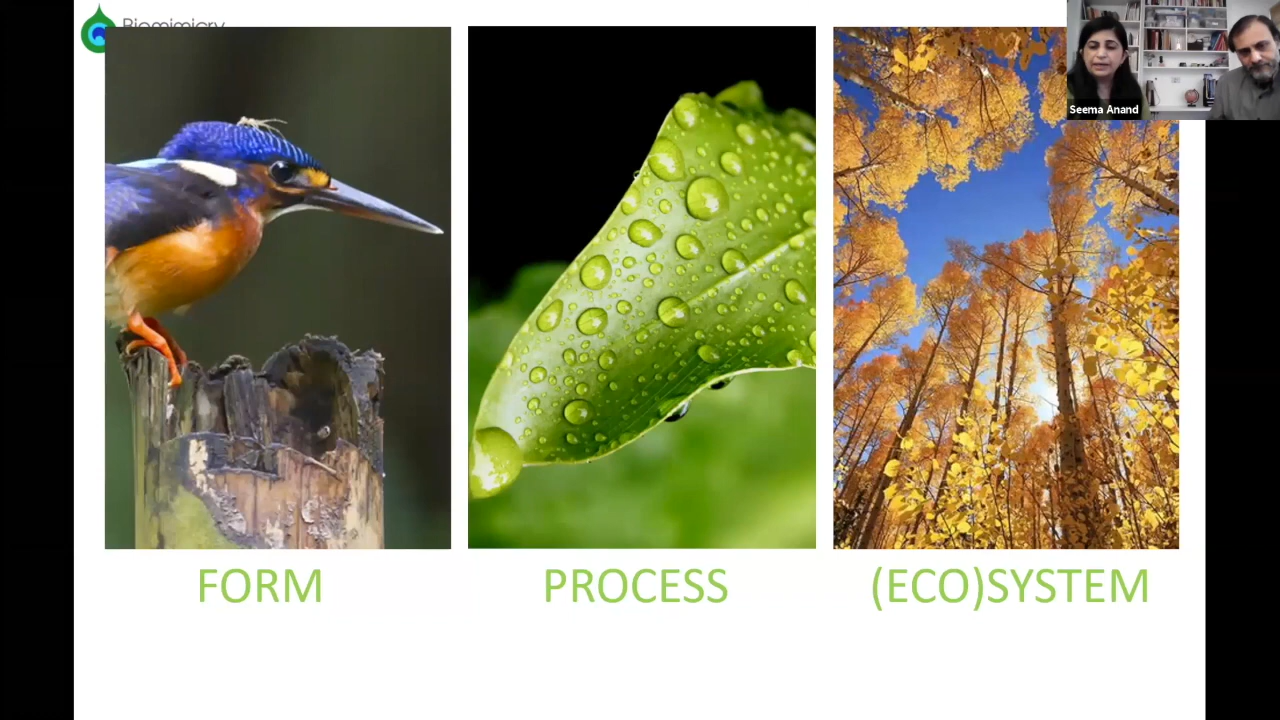 Biomimicry
Seema Anand
FORM
PROCESS
(ECO)SYSTEM